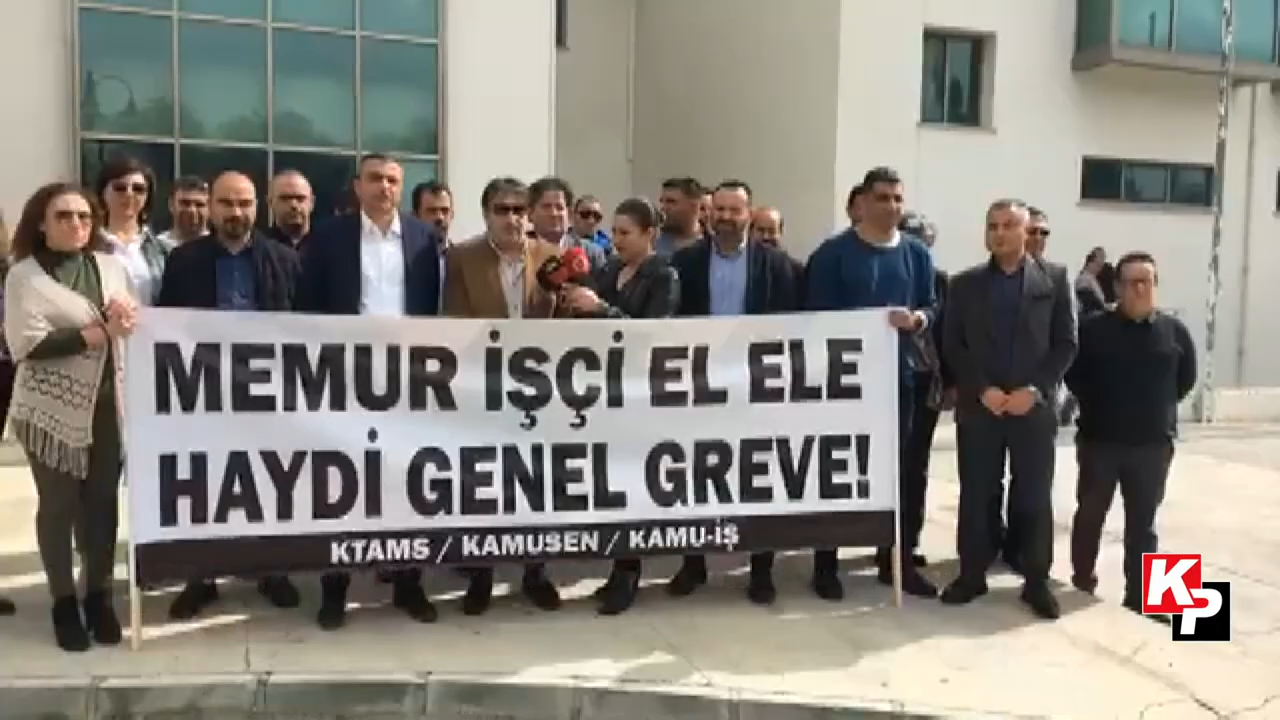 MEMUR İŞÇİ EL ELE
HAYDİ GENEL GREVE!
KTAMS / KAMUSEN / KAMU-İŞ
KP